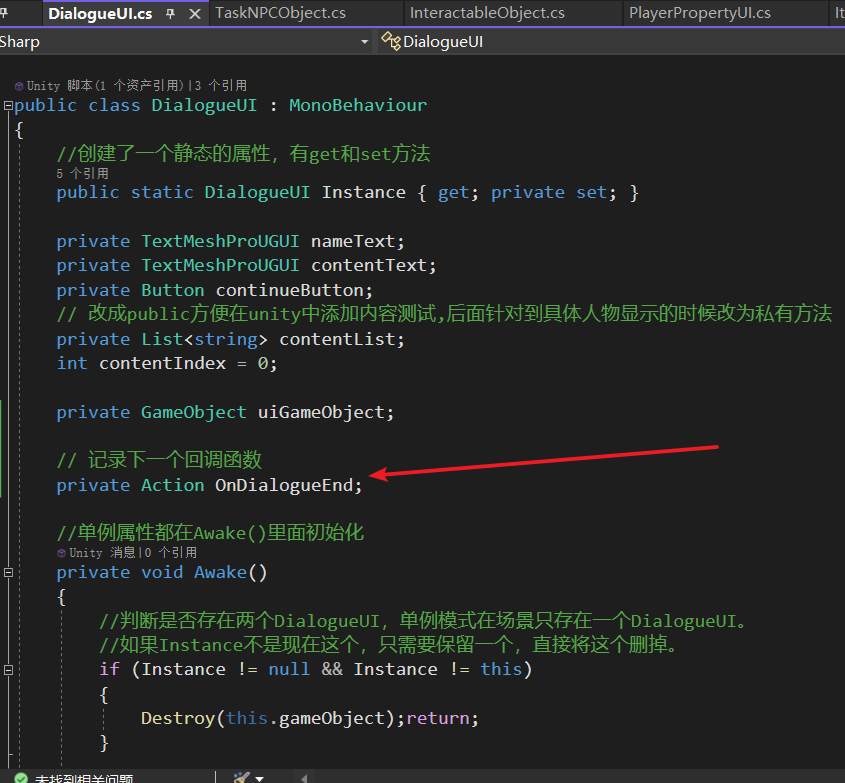 DialogueUI.cs
TaskNPCObject.cs
InteractableObject.cs
PlayerPropertyUI.cs
It
Sharp
DialogueUI
Unity 脚本(1 个资产引用)|3 个引用
public class DialogueUI : MonoBehaviour
{
//创建了一个静态的属性，有get和set方法
5 个引用
public static DialogueUI Instance { get; private set; }
private TextMeshProUGUI nameText;
private TextMeshProUGUI contentText;
private Button continueButton;
// 改成public方便在unity中添加内容测试,后面针对到具体人物显示的时候改为私有方法
private List<string> contentList;
int contentIndex = 0;
private GameObject uiGameObject;
// 记录下一个回调函数
private Action OnDialogueEnd;
//单例属性都在Awake()里面初始化
Unity 消息|0 个引用
private void Awake()
{
//判断是否存在两个DialogueUI，单例模式在场景只存在一个DialogueUI。
//如果Instance不是现在这个，只需要保留一个，直接将这个删掉。
if (Instance != null && Instance != this)
{
Destroy(this.gameObject);return;
}
未找到相关问题